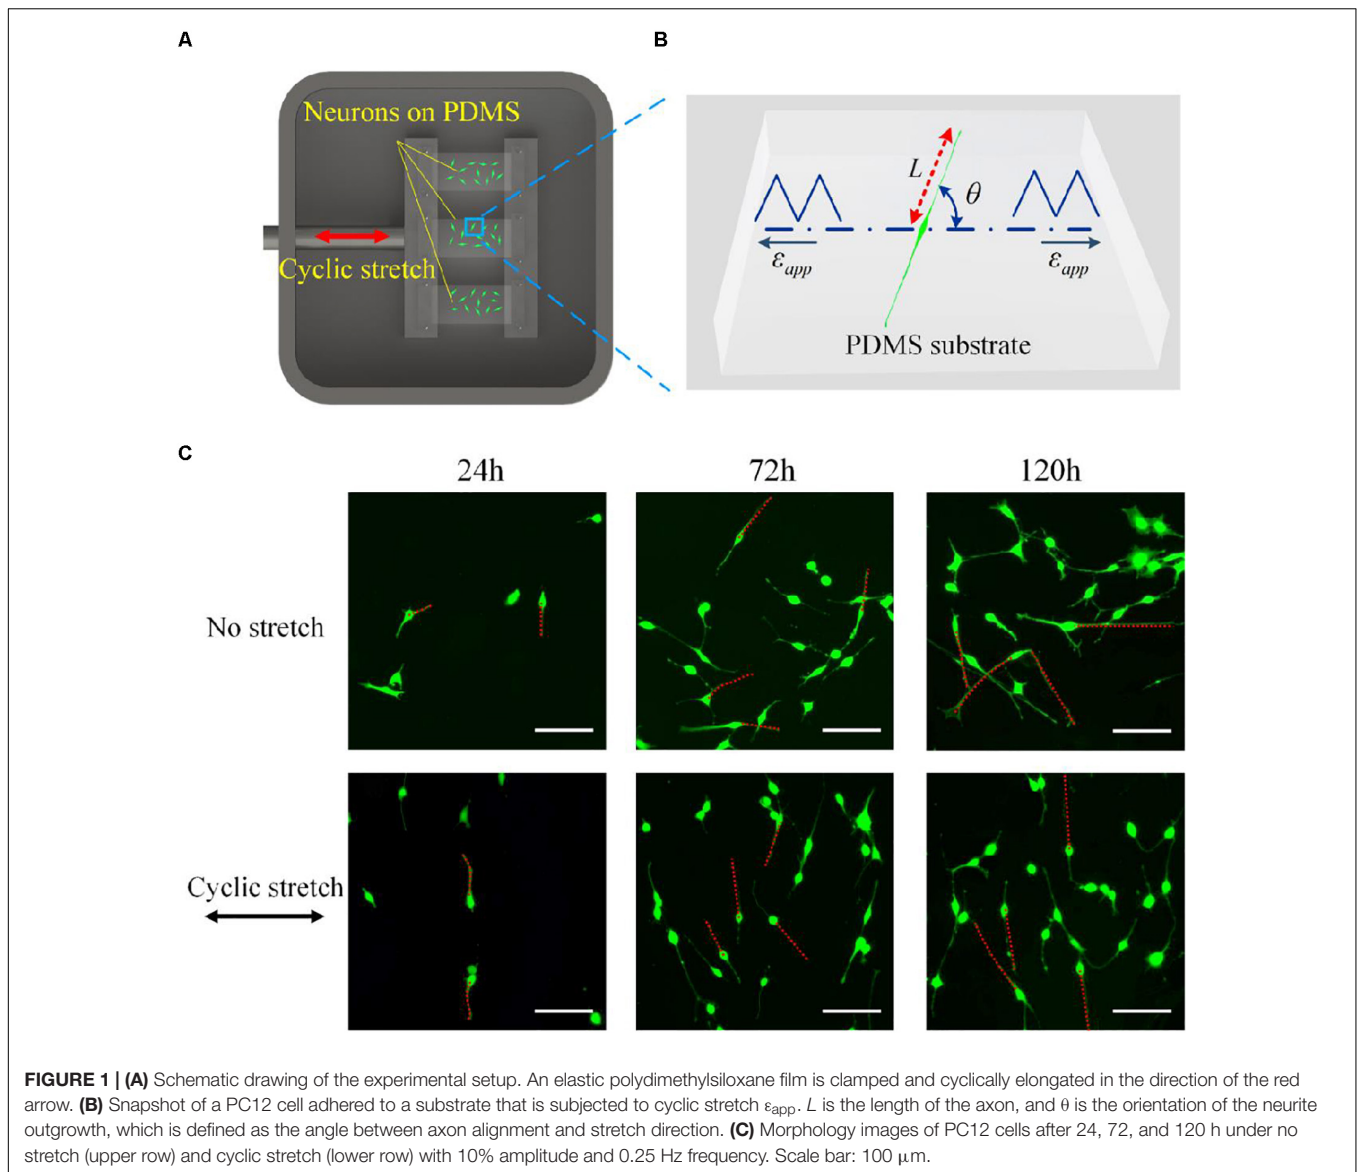 A
B
Neurons on PDMS
Cyclic stretch
L
θ
εapp
εapp
PDMS substrate
C
24h
72h
120h
No stretch
Cyclic stretch
FIGURE 1 | (A) Schematic drawing of the experimental setup. An elastic polydimethylsiloxane film is clamped and cyclically elongated in the direction of the red
arrow. (B) Snapshot of a PC12 cell adhered to a substrate that is subjected to cyclic stretch εapp. L is the length of the axon, and θ is the orientation of the neurite
outgrowth, which is defined as the angle between axon alignment and stretch direction. (C) Morphology images of PC12 cells after 24, 72, and 120 h under no
stretch (upper row) and cyclic stretch (lower row) with 10% amplitude and 0.25 Hz frequency. Scale bar: 100 μm.